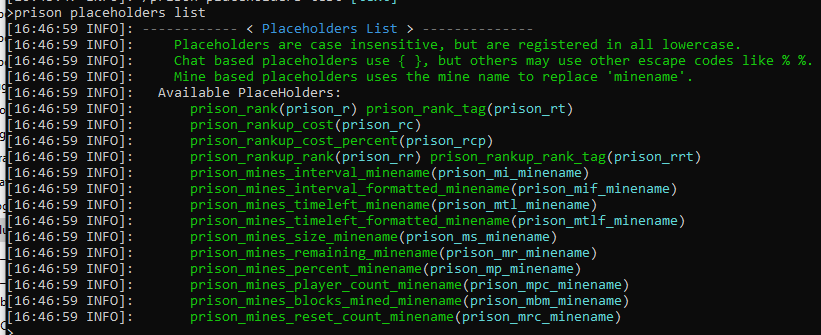 >prison placeholders list
[16:46:59 INFO]: ------------ < Placeholders List > --------------
[16:46:59 INFO]:     Placeholders are case insensitive, but are registered in all lowercase.
[16:46:59 INFO]:     Chat based placeholders use { }, but others may use other escape codes like % %.
[16:46:59 INFO]:     Mine based placeholders uses the mine name to replace 'minename'.
[16:46:59 INFO]:   Available PlaceHolders:
[16:46:59 INFO]:       prison_rank(prison_r) prison_rank_tag(prison_rt)
[16:46:59 INFO]:       prison_rankup_cost(prison_rc)
[16:46:59 INFO]:       prison_rankup_cost_percent(prison_rcp)
[16:46:59 INFO]:       prison_rankup_rank(prison_rr) prison_rankup_rank_tag(prison_rrt)
[16:46:59 INFO]:       prison_mines_interval_minename(prison_mi_minename)
[16:46:59 INFO]:       prison_mines_interval_formatted_minename(prison_mif_minename)
[16:46:59 INFO]:       prison_mines_timeleft_minename(prison_mtl_minename)
[16:46:59 INFO]:       prison_mines_timeleft_formatted_minename(prison_mtlf_minename)
[16:46:59 INFO]:       prison_mines_size_minename(prison_ms_minename)
[16:46:59 INFO]:       prison_mines_remaining_minename(prison_mr_minename)
[16:46:59 INFO]:       prison_mines_percent_minename(prison_mp_minename)
[16:46:59 INFO]:       prison_mines_player_count_minename(prison_mpc_minename)
[16:46:59 INFO]:       prison_mines_blocks_mined_minename(prison_mbm_minename)
[16:46:59 INFO]:       prison_mines_reset_count_minename(prison_mrc_minename)
>